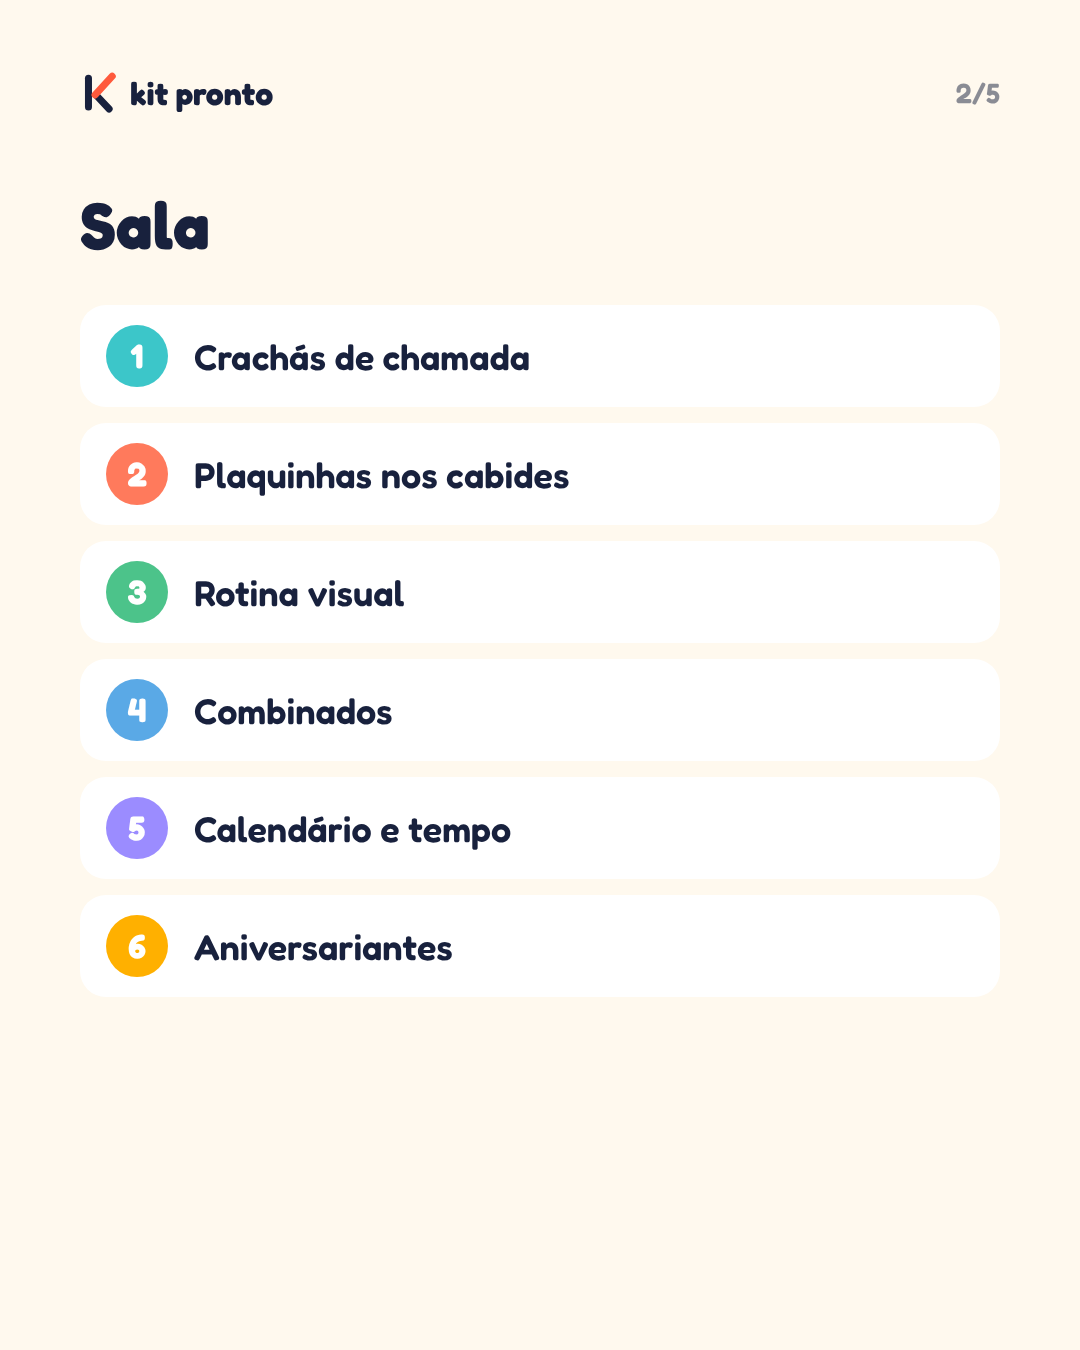 kit pronto
2/5
Sala
1 Crachás de chamada
2 Plaquinhas nos cabides
3 Rotina visual
4 Combinados
5 Calendário e tempo
6 Aniversariantes